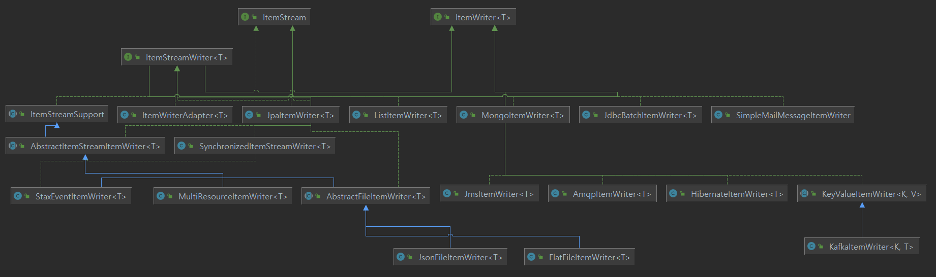 ItemStream
ItemWriter<T>
ItemStreamWriter<T>
ItemStreamSupport
ItemWriterAdapter<T>
JpaItemWriter<T>
ListItemWriter<T>
MongoItemWriter<T>
JdbcBatchItemWriter<T>
SimpleMailMessageItemWriter
AbstractItemStreamItemWriter<T>
SynchronizedItemStreamWriter<T>
StaxEventItemWriter<T>
MultiResourceItemWriter<T>
AbstractFileItemWriter<T>
JmsItemWriter<T>
AmqpItemWriter<T>
HibernateItemWriter<T>
KeyValueItemWriter<K, V>
KafkaItemWriter<K, T>
JsonFileItemWriter<T>
FlatFileItemWriter<T>